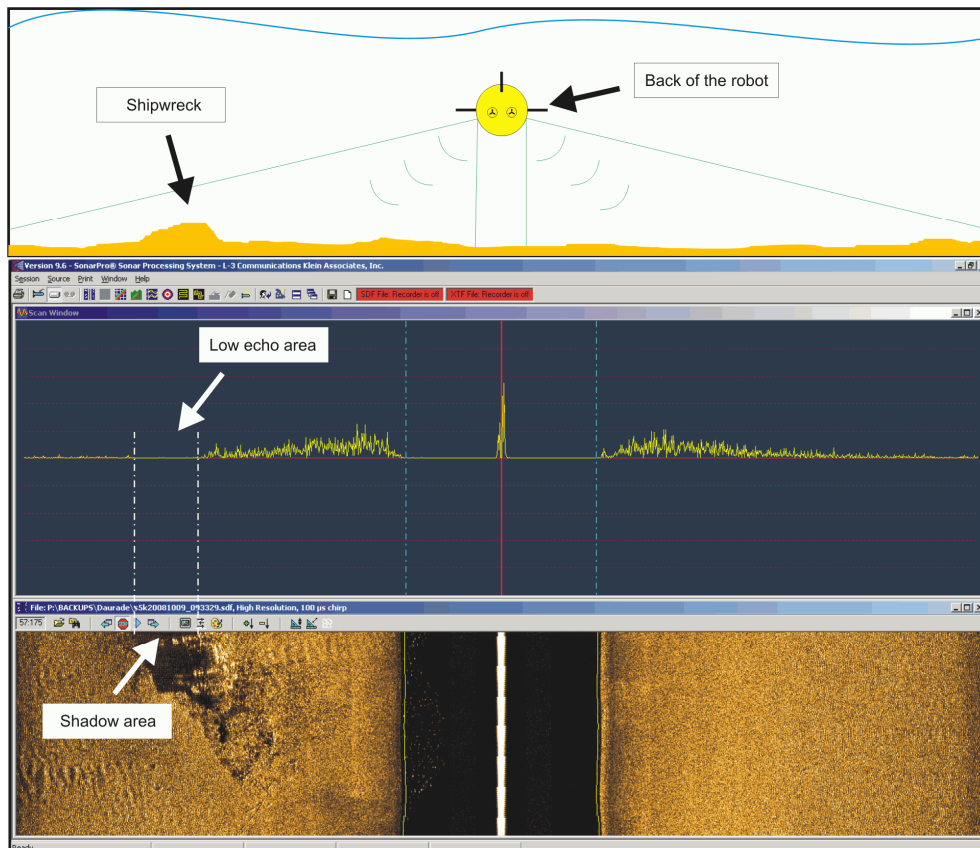 Shipwreck
Back of the robot
Version 9.6 - SonarPro® Sonar Processing System - L-3 Communications Klein Associates, Inc.
Session Source Print Window Help
SDF File: Recorder is off XTF File: Recorder is off
Scan Window
Low echo area
File: P:\BACKUPS\Daurade\s5k20081009_093329.sdf, High Resolution, 100 µs chirp
57:175
Shadow area
Ready